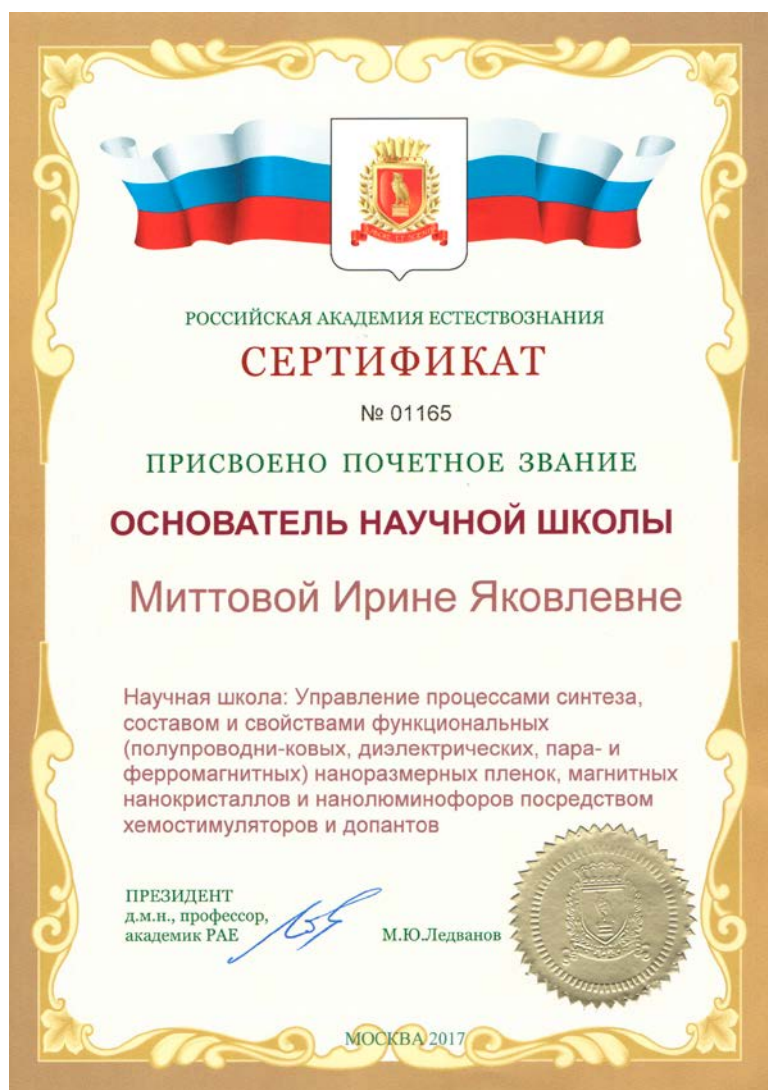 РОССИЙСКАЯ АКАДЕМИЯ ЕСТЕСТВОЗНАНИЯ
СЕРТИФИКАТ
№ 01165
ПРИСВОЕНО ПОЧЕТНОЕ ЗВАНИЕ
ОСНОВАТЕЛЬ НАУЧНОЙ ШКОЛЫ
Миттовой Ирине Яковлевне
Научная школа: Управление процессами синтеза,
составом и свойствами функциональных
(полупроводни-ковых, диэлектрических, пара- и
ферромагнитных) наноразмерных пленок, магнитных
нанокристаллов и нанолюминофоров посредством
хемостимуляторов и допантов
ПРЕЗИДЕНТ
д.м.н., профессор,
академик РАЕ
М.Ю.Ледванов
МОСКВА 2017